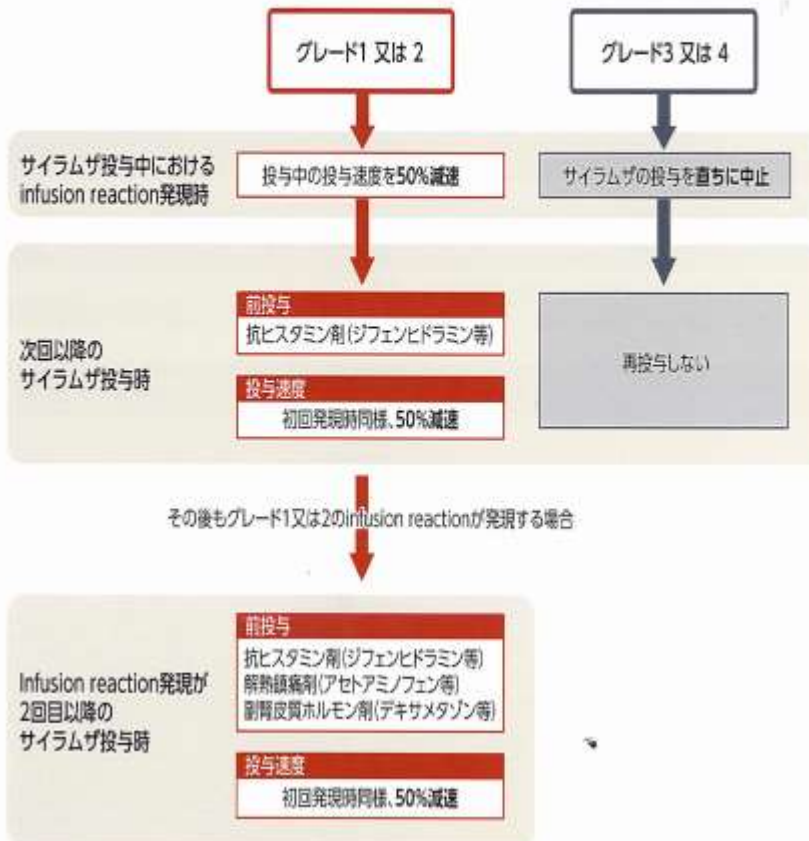 グレード1 又は 2
グレード3 又は 4
サイラムザ投与中における
infusion reaction発現時
投与中の投与速度を50%減速
サイラムザの投与を直ちに中止
次回以降の
サイラムザ投与時
前投与
抗ヒスタミン剤(ジフェンヒドラミン等)
投与速度
初回発現時同様、50%減速
再投与しない
その後もグレード1又は2のinfusion reactionが発現する場合
Infusion reaction発現が
2回目以降の
サイラムザ投与時
前投与
抗ヒスタミン剤(ジフェンヒドラミン等)
解熱鎮痛剤(アセトアミノフェン等)
副腎皮質ホルモン剤(デキサメタゾン等)
投与速度
初回発現時同様、50%減速